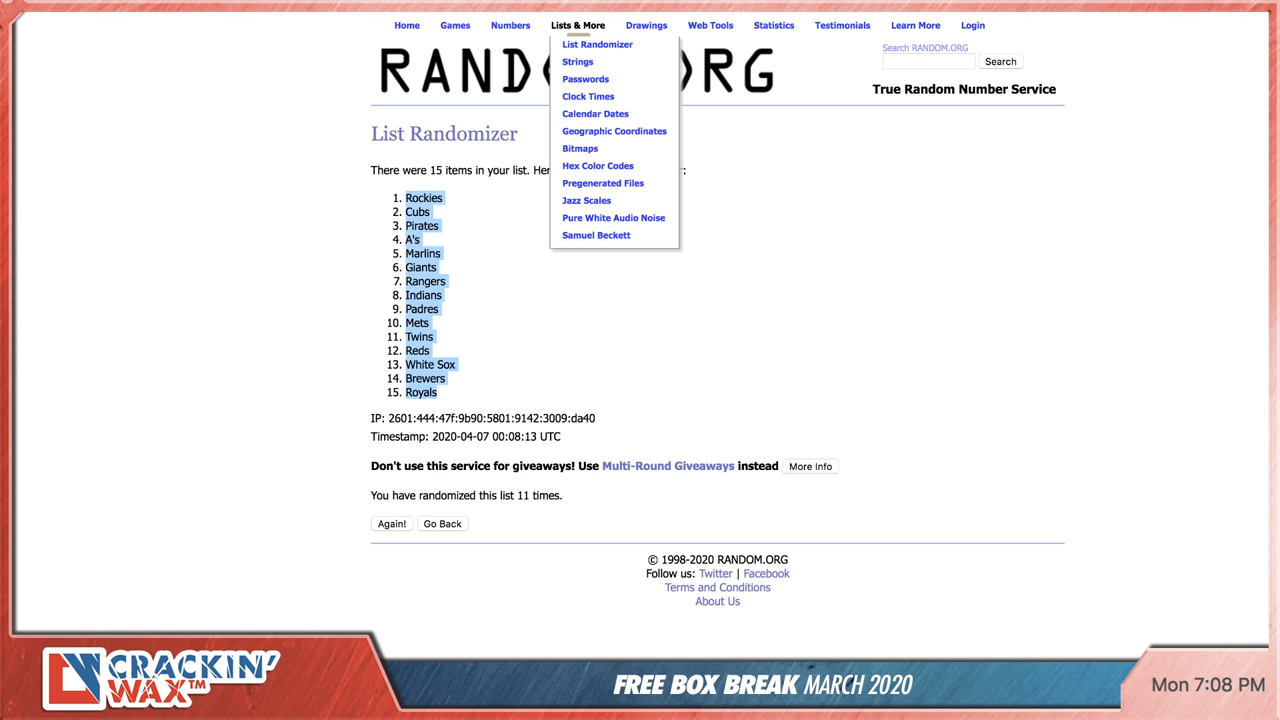 Home Games Numbers Lists & More Drawings Web Tools Statistics Testimonials Learn More Login
List Randomizer
Strings
Passwords
Clock Times
Calendar Dates
Geographic Coordinates
Bitmaps
Hex Color Codes
Pregenerated Files
Jazz Scales
Pure White Audio Noise
Samuel Beckett
Search RANDOM.ORG
Search
True Random Number Service
List Randomizer
There were 15 items in your list.
1. Rockies
2. Cubs
3. Pirates
4. A's
5. Marlins
6. Giants
7. Rangers
8. Indians
9. Padres
10. Mets
11. Twins
12. Reds
13. White Sox
14. Brewers
15. Royals
IP: 2601:444:47f:9b90:5801:9142:3009:da40
Timestamp: 2020-04-07 00:08:13 UTC
Don't use this service for giveaways! Use Multi-Round Giveaways instead More Info
You have randomized this list 11 times.
Again! Go Back
© 1998-2020 RANDOM.ORG
Follow us: Twitter | Facebook
Terms and Conditions
About Us
CRACKIN'
WAX™
FREE BOX BREAK MARCH 2020
Mon 7:08 PM